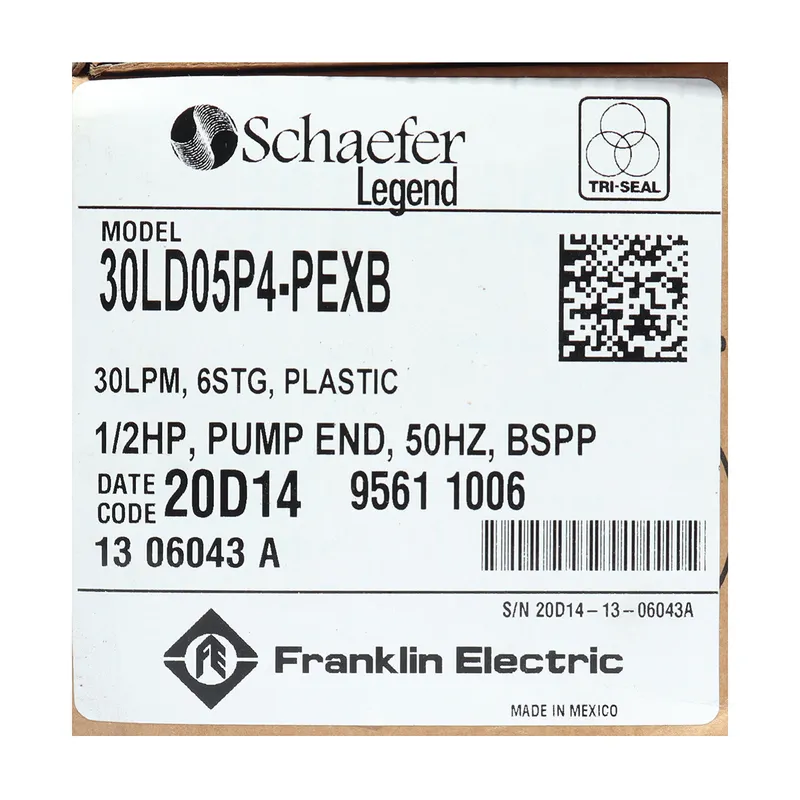 Schaefer
Legend
TRI-SEAL
MODEL
30LD05P4-PEXB
30LPM, 6STG, PLASTIC
1/2HP, PUMP END, 50HZ, BSPP
DATE CODE 20D14 9561 1006
13 06043 A
S/N 20D14-13--06043A
FE Franklin Electric
MADE IN MEXICO